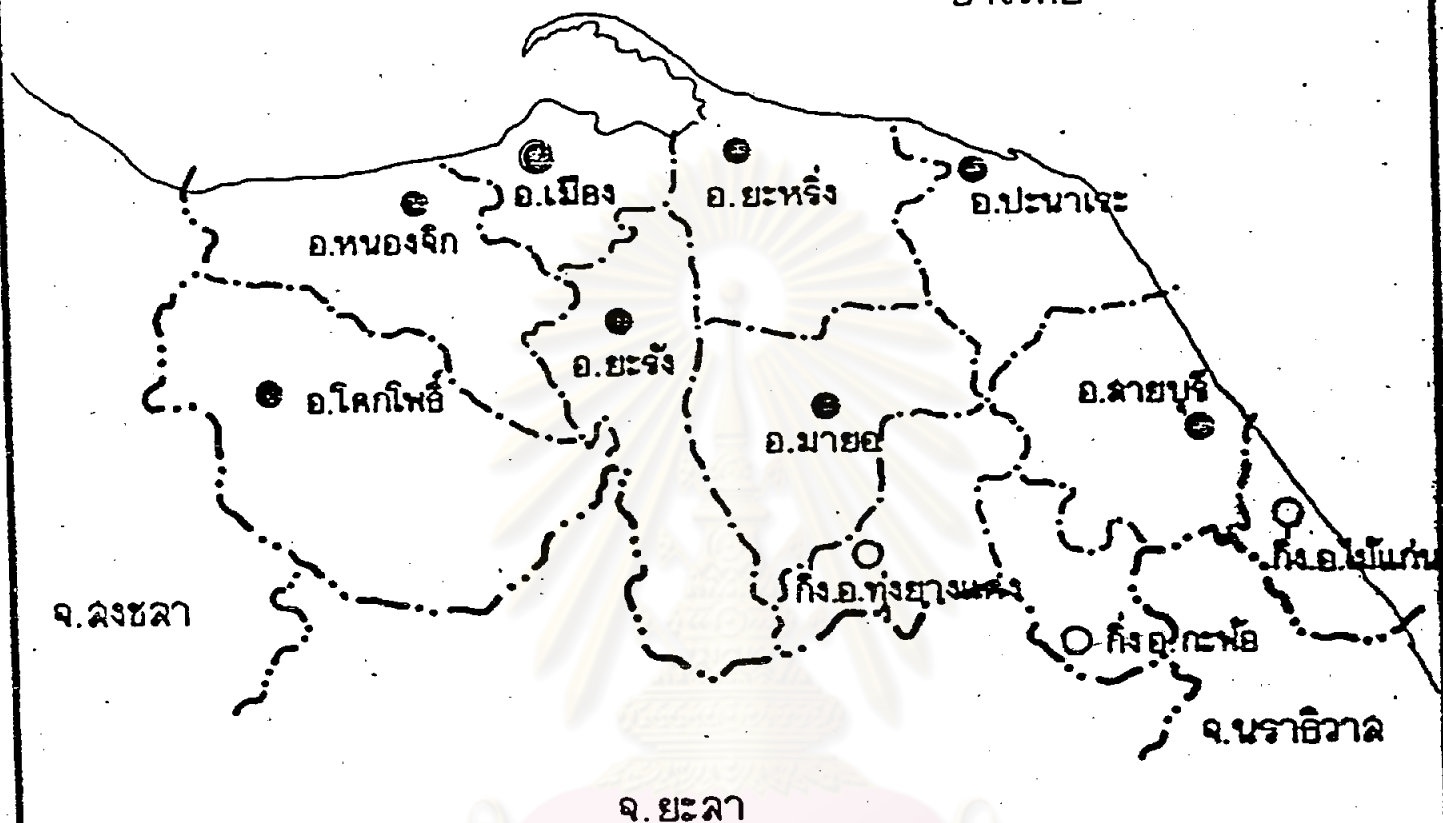 อ.เมือง
อ.ยะหริ่ง
อ.ปะนาเระ
อ.หนองจิก
อ.ยะรัง
อ.โคกโพธิ์
อ.สายบุรี
อ.มายอ
กิ่ง.อ.ไม้แก่น
กิ่ง.อ.ทุ่งยางแดง
จ.สงขลา
กิ่ง อ.กะพ้อ
จ.นราธิวาส
จ.ยะลา